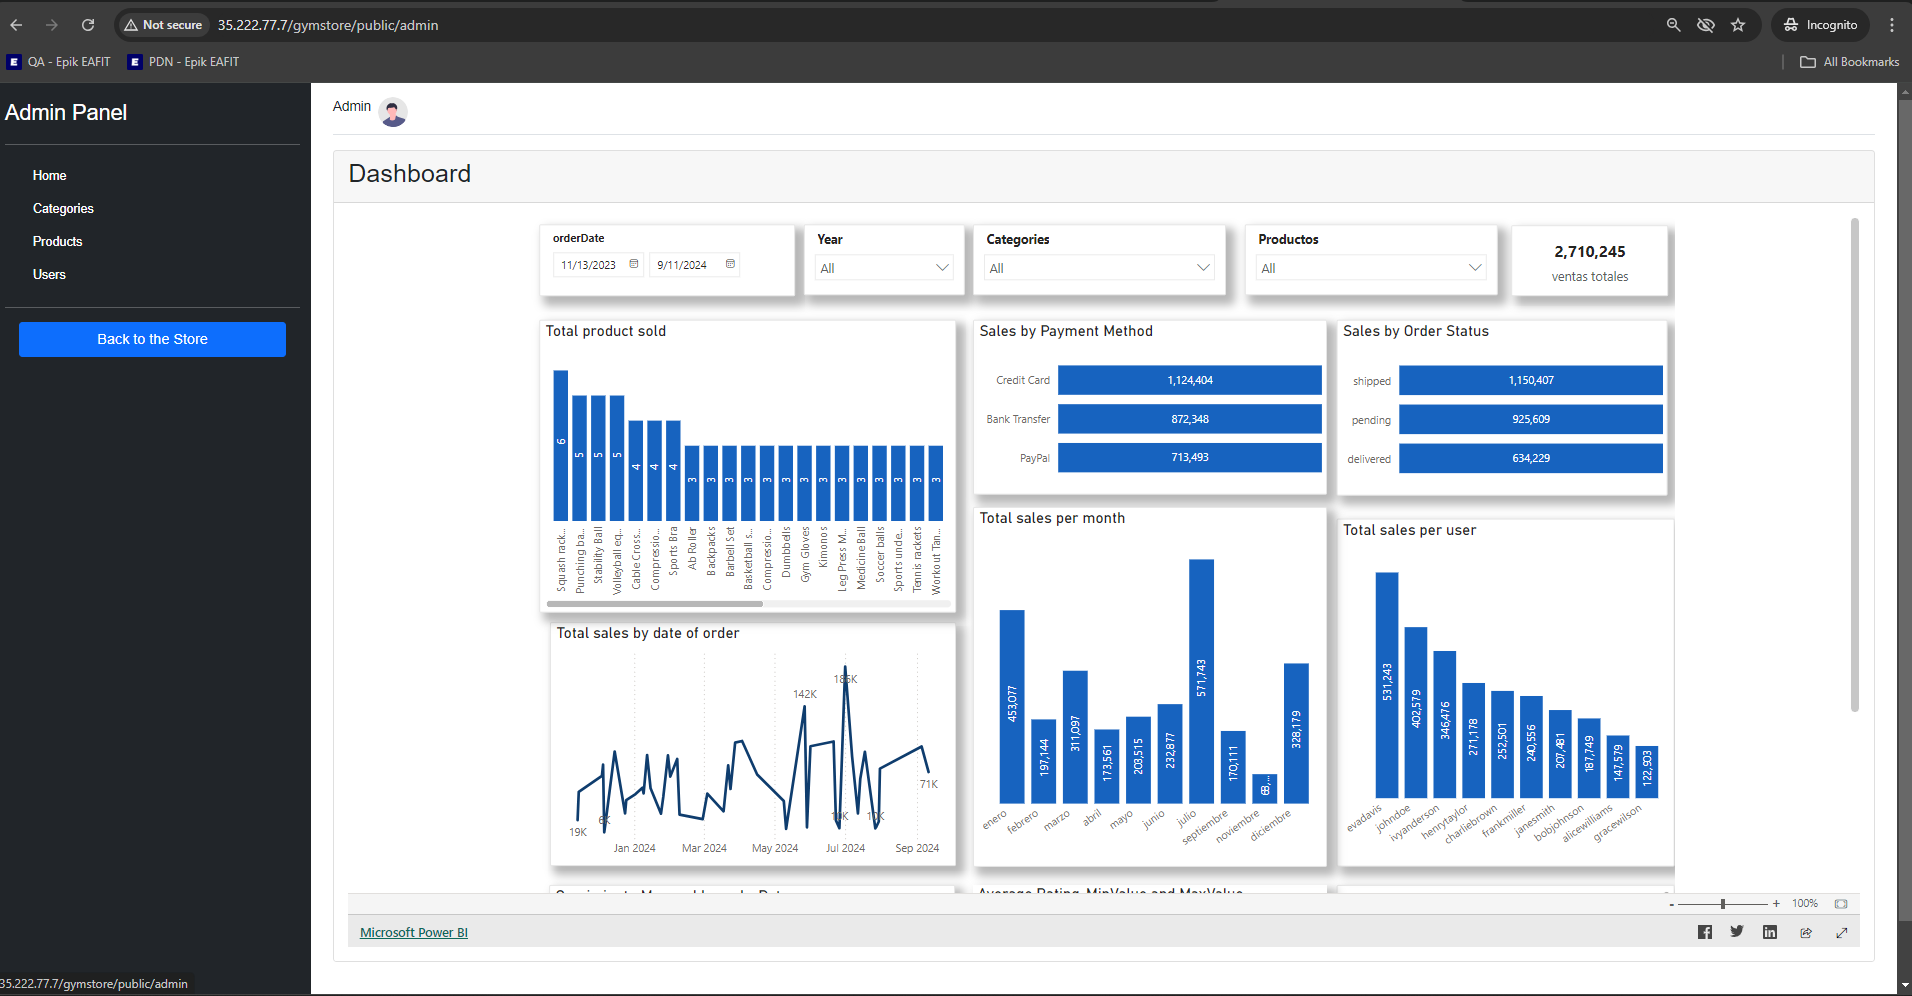 Not secure 35.222.77.7/gymstore/public/admin Incognito
QA - Epik EAFIT PDN - Epik EAFIT All Bookmarks
Admin Panel
Home
Categories
Products
Users
Back to the Store
Admin
Dashboard
orderDate
11/13/2023 9/11/2024
Year
All
Categories
All
Productos
All
2,710,245
ventas totales
Total product sold
6 5 5 5 4 4 4 3 3 3 3 3 3 3 3 3 3 3 3 3 3
Squash rack...
Punching ba...
Stability Ball
Volleyball eq...
Cable Cross...
Compressio...
Sports Bra
Ab Roller
Backpacks
Barbell Set
Basketball s...
Compressio...
Dumbbells
Gym Gloves
Kimonos
Leg Press M...
Medicine Ball
Soccer balls
Sports unde...
Tennis rackets
Workout Tan...
Sales by Payment Method
Credit Card 1,124,404
Bank Transfer 872,348
PayPal 713,493
Sales by Order Status
shipped 1,150,407
pending 925,609
delivered 634,229
Total sales by date of order
19K
6K
142K
186K
71K
Jan 2024 Mar 2024 May 2024 Jul 2024 Sep 2024
Total sales per month
453,077
197,144
311,097
173,561
203,515
232,877
571,743
170,111
328,179
enero
febrero
marzo
abril
mayo
junio
julio
septiembre
noviembre
diciembre
Total sales per user
531,243
402,579
346,476
271,178
252,501
240,556
207,481
187,749
147,579
122,903
evadavis
johndoe
ivyanderson
henrytaylor
charliebrown
frankmiller
janesmith
bobjohnson
alicewilliams
gracewilson
Average Rating, MinValue and MaxValue
- + 100%
Microsoft Power BI
35.222.77.7/gymstore/public/admin